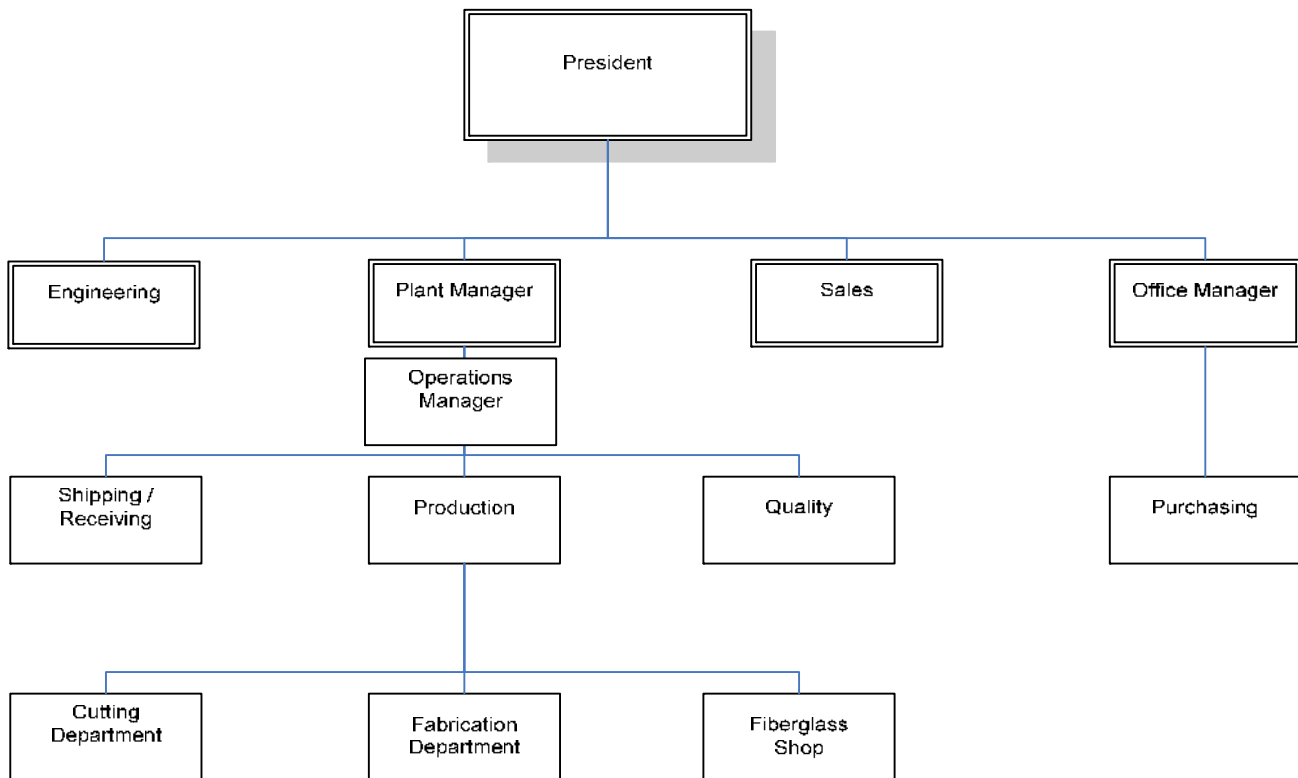 President
Engineering
Plant Manager
Sales
Office Manager
Operations
Manager
Shipping /
Receiving
Production
Quality
Purchasing
Cutting
Department
Fabrication
Department
Fiberglass
Shop